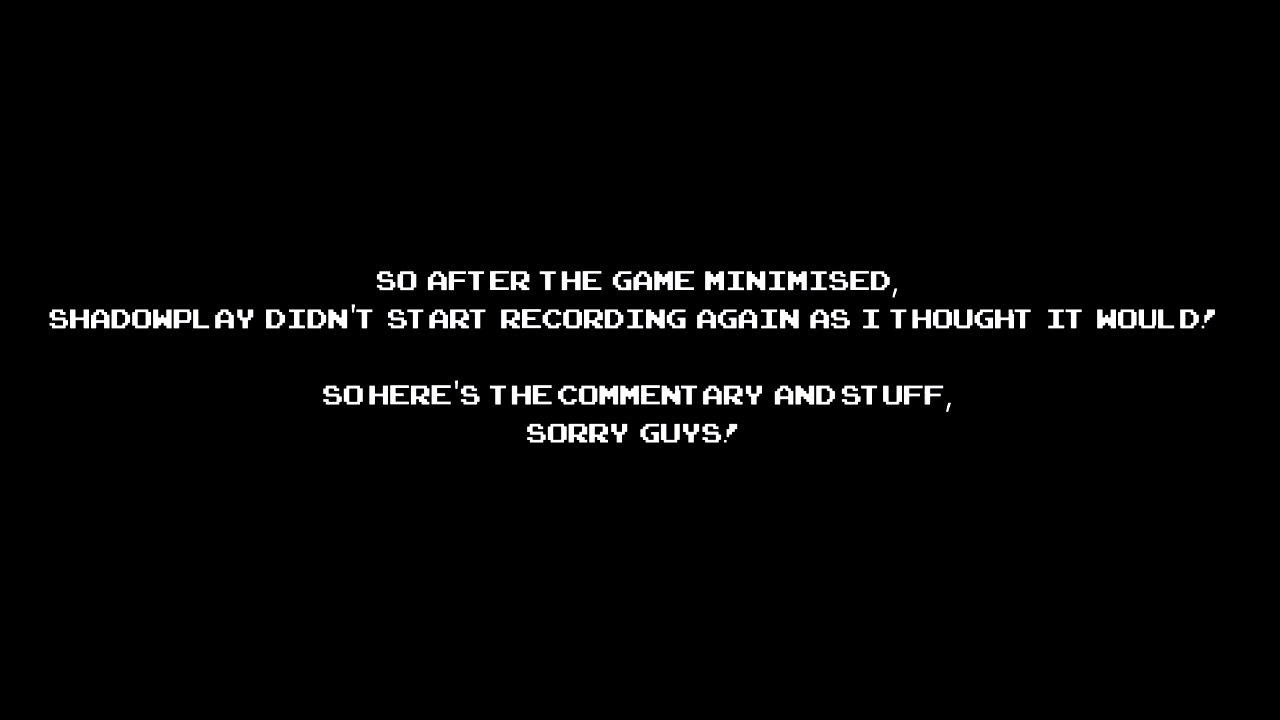 SO AFTER THE GAME MINIMISED,
SHADOWPLAY DIDN'T START RECORDING AGAIN AS I THOUGHT IT WOULD!
SO HERE'S THE COMMENTARY AND STUFF,
SORRY GUYS!